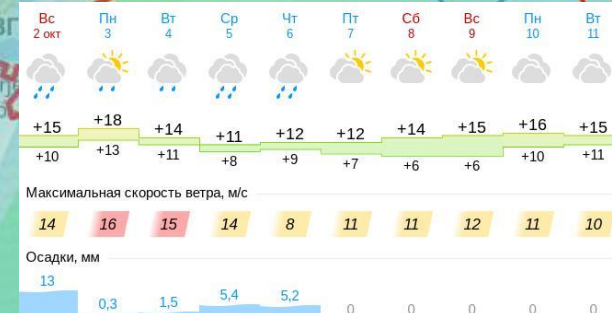 Вс Пн Вт Ср Чт Пт Сб Вс Пн Вт
2 окт 3 4 5 6 7 8 9 10 11
+15 +18 +14 +11 +12 +12 +14 +15 +16 +15
+10 +13 +11 +8 +9 +7 +6 +6 +10 +11
Максимальная скорость ветра, м/с
14 16 15 14 8 11 11 12 11 10
Осадки, мм
13 0,3 1,5 5,4 5,2 0 0 0 0 0